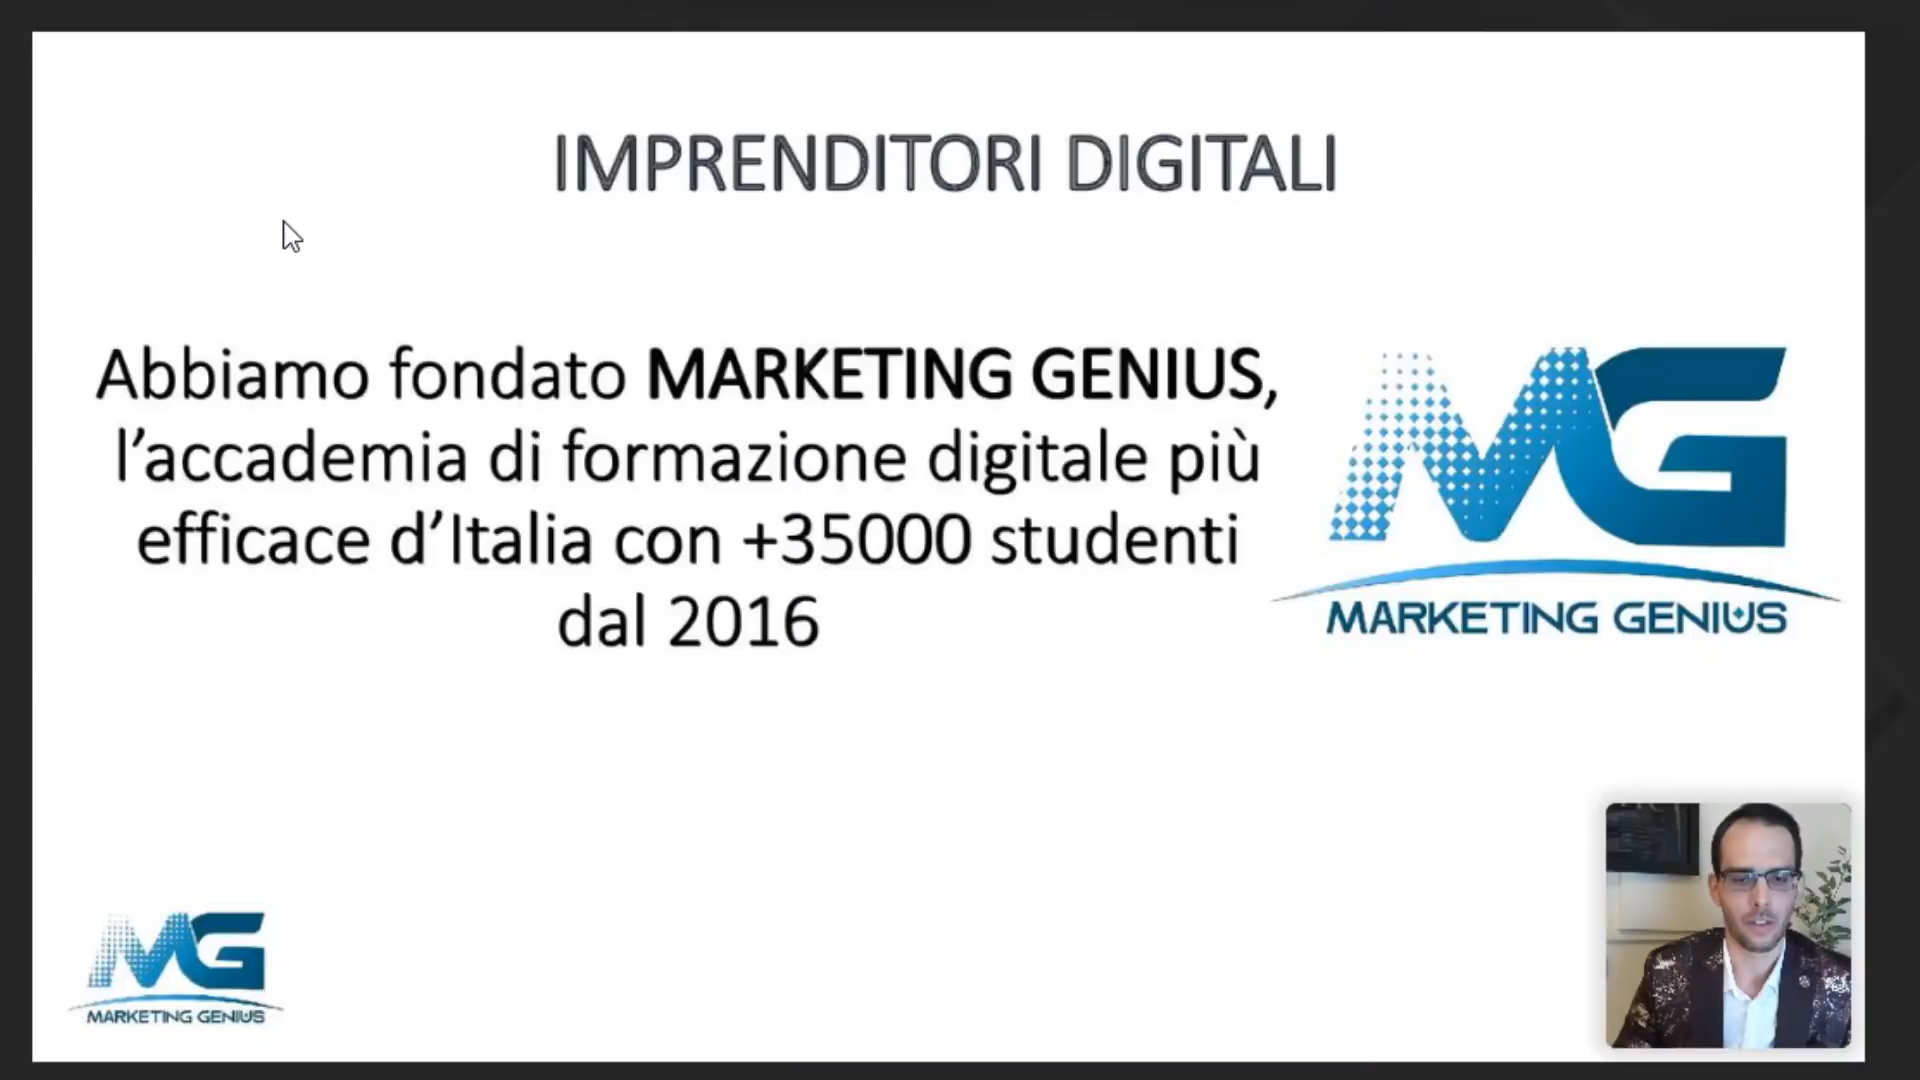 IMPRENDITORI DIGITALI
Abbiamo fondato MARKETING GENIUS,
l’accademia di formazione digitale più
efficace d’Italia con +35000 studenti
dal 2016
MG
MARKETING GENIUS
MG
MARKETING GENIUS